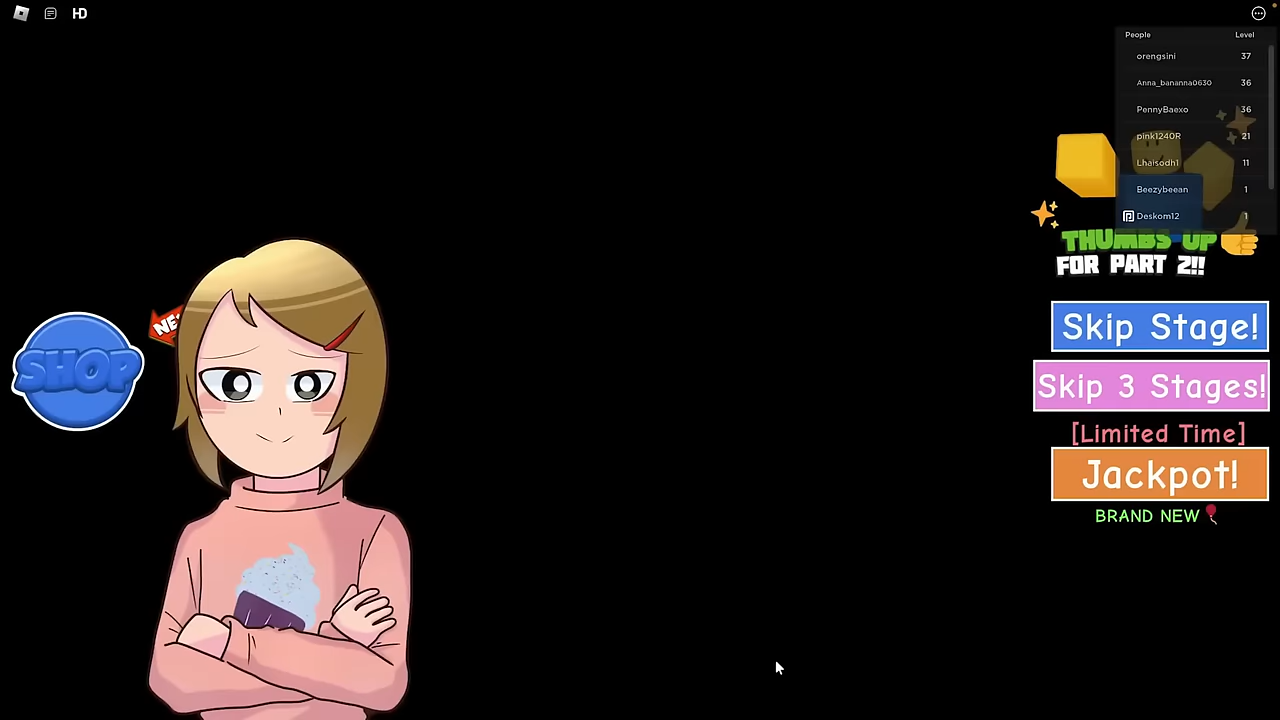 HD
People Level
orengsini 37
Anna_bananna0630 36
PennyBaexo 36
pink1240R 21
Lhaisodh1 11
Beezybeean 1
Deskom12 1
THUMBS UP
FOR PART 2!!
SHOP
Skip Stage!
Skip 3 Stages!
[Limited Time]
Jackpot!
BRAND NEW